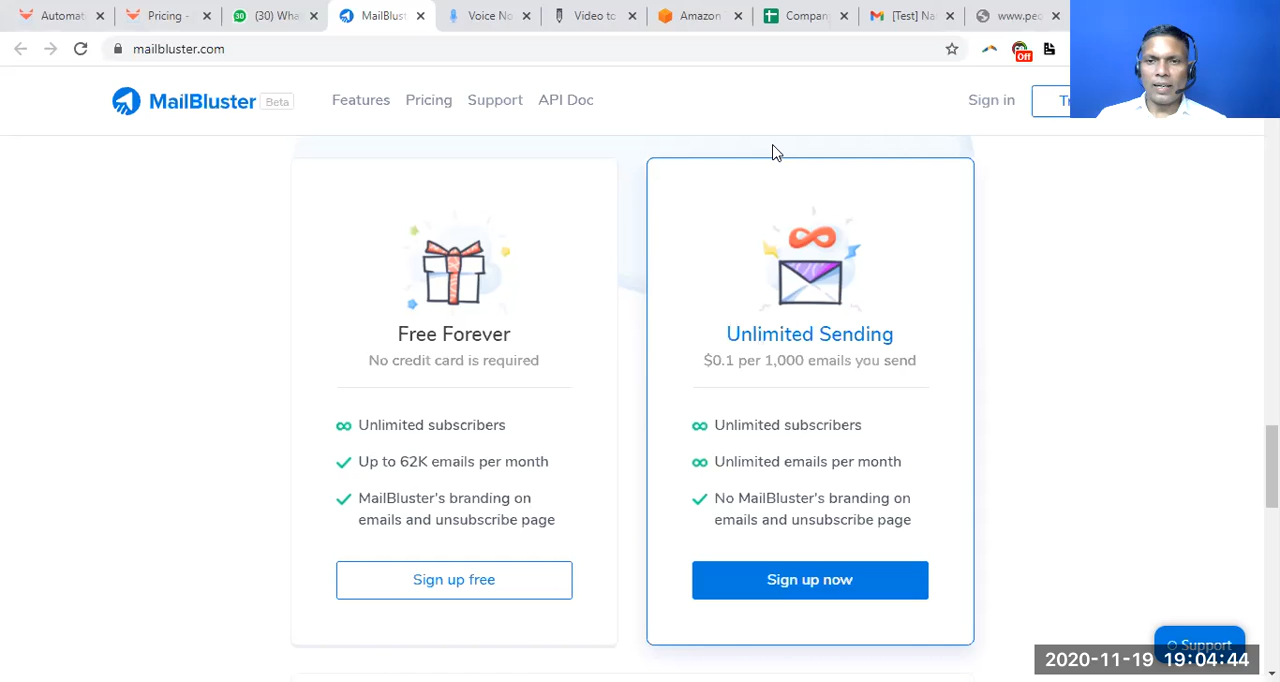 Automat
Pricing -
(30) Wha
MailBlust
Voice No
Video to
Amazon
Compan
[Test] Na
www.peo
mailbluster.com
Off
MailBluster Beta
Features
Pricing
Support
API Doc
Sign in
Free Forever
No credit card is required
Unlimited subscribers
Up to 62K emails per month
MailBluster's branding on
emails and unsubscribe page
Sign up free
Unlimited Sending
$0.1 per 1,000 emails you send
Unlimited subscribers
Unlimited emails per month
No MailBluster's branding on
emails and unsubscribe page
Sign up now
Support
2020-11-19 19:04:44